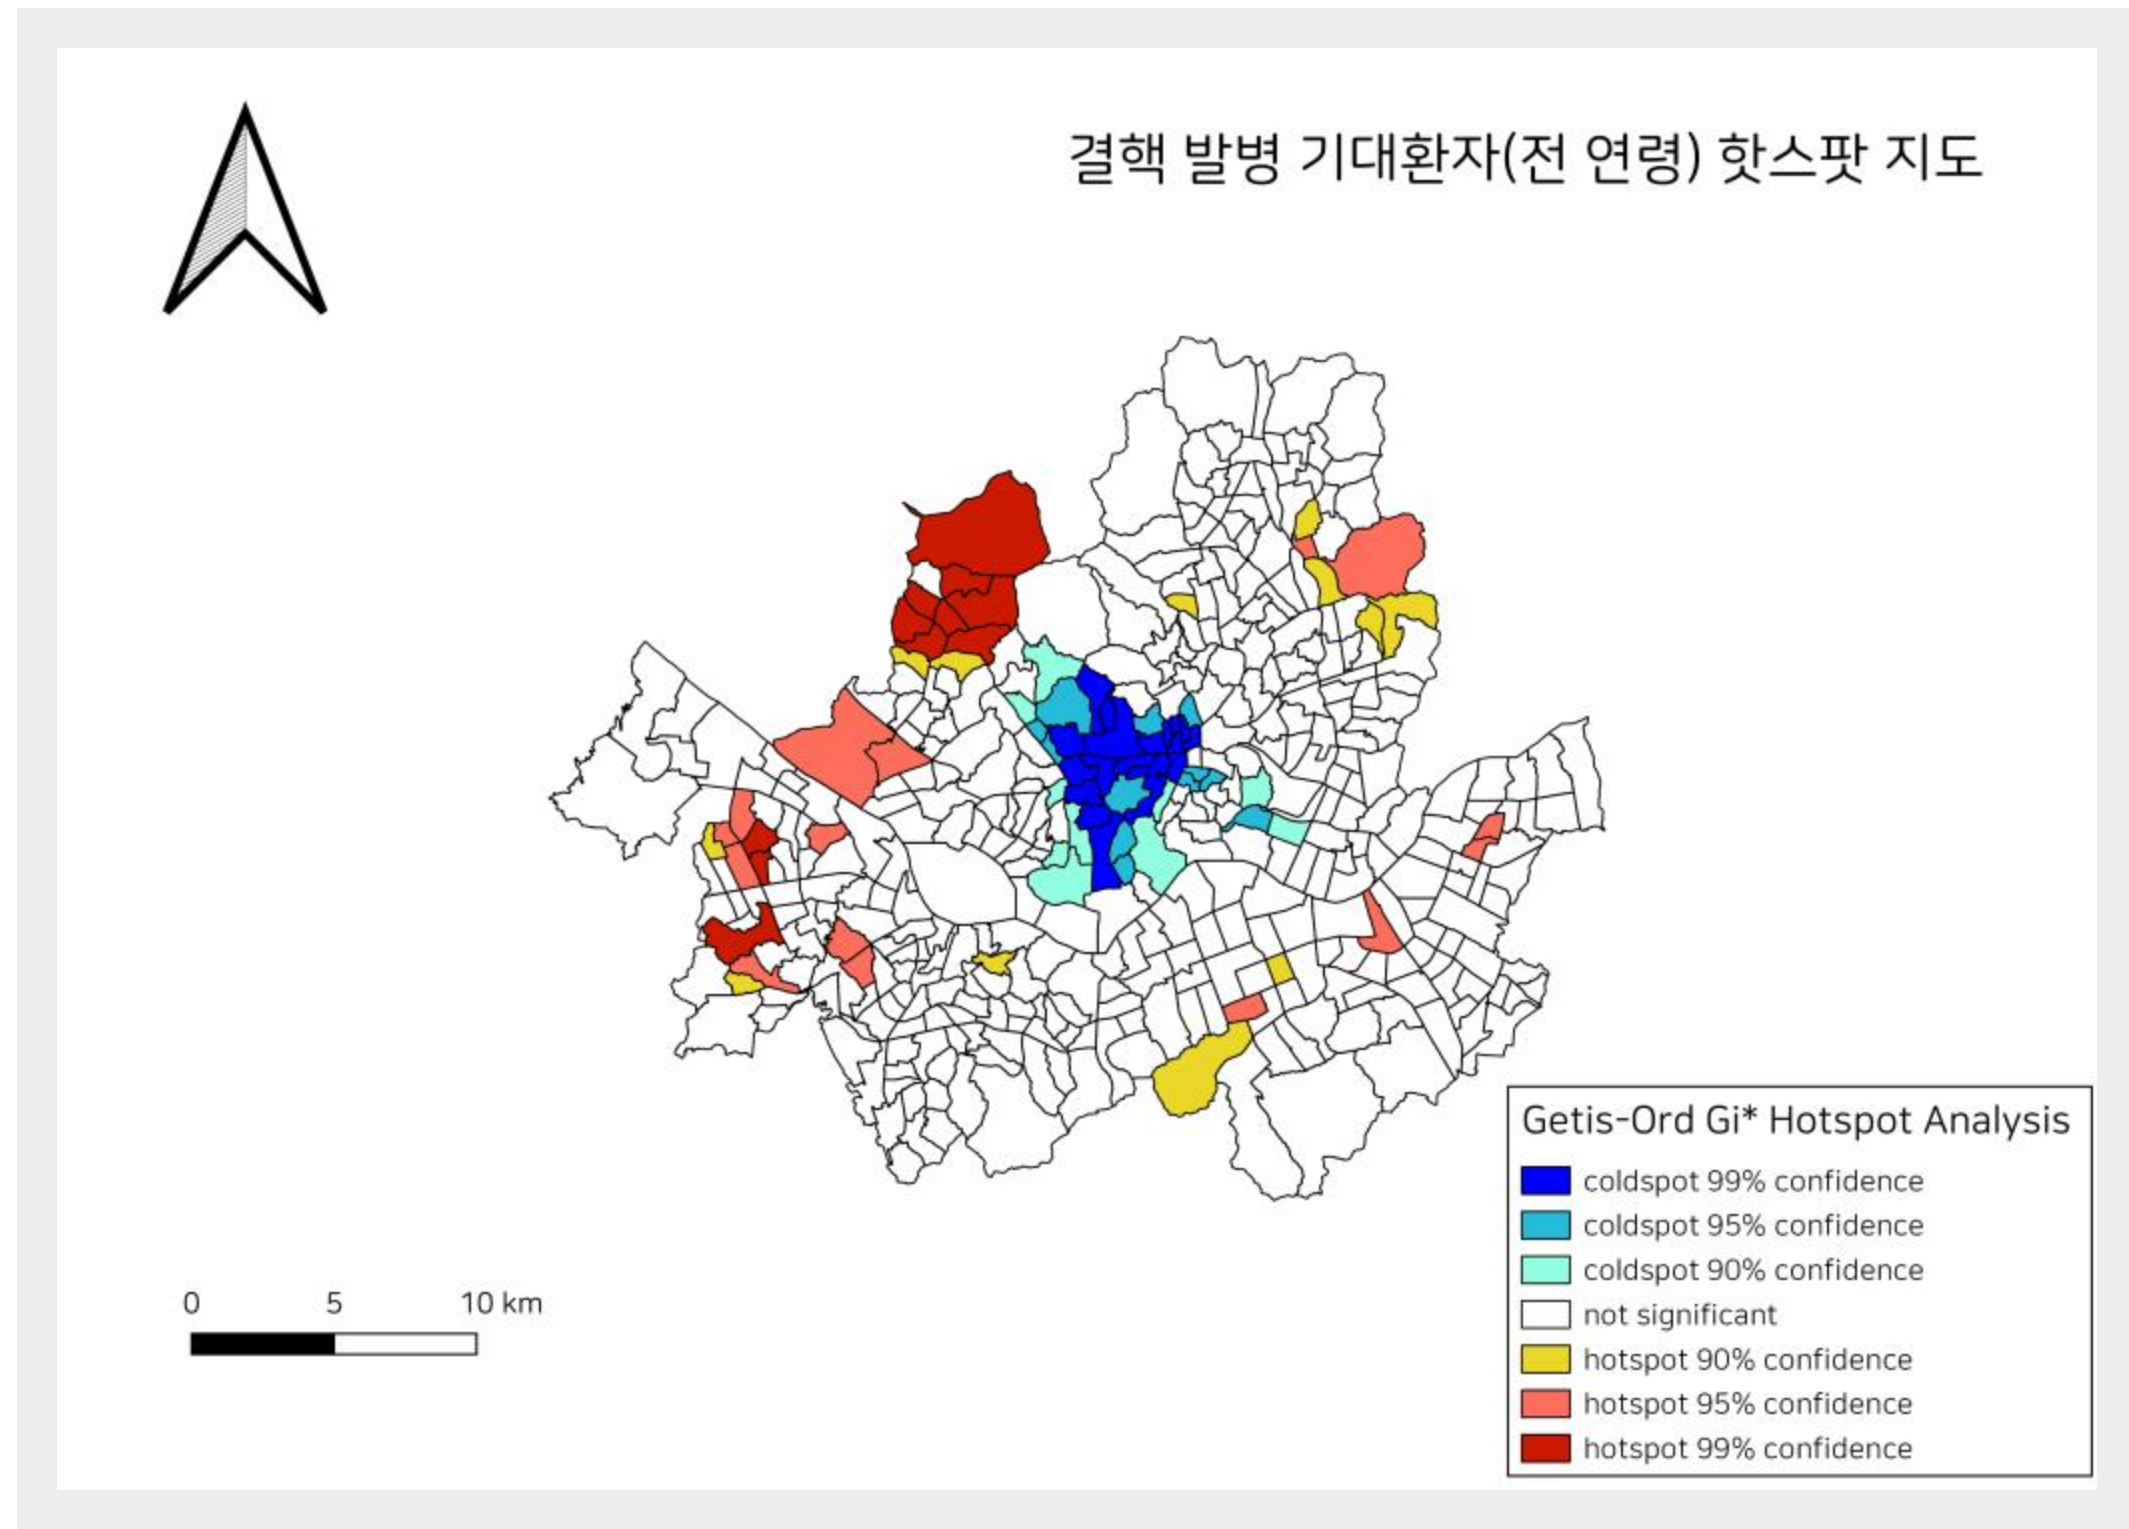 결핵 발병 기대환자(전 연령) 핫스팟 지도
Getis-Ord Gi* Hotspot Analysis
coldspot 99% confidence
coldspot 95% confidence
coldspot 90% confidence
not significant
hotspot 90% confidence
hotspot 95% confidence
hotspot 99% confidence
0 5 10 km